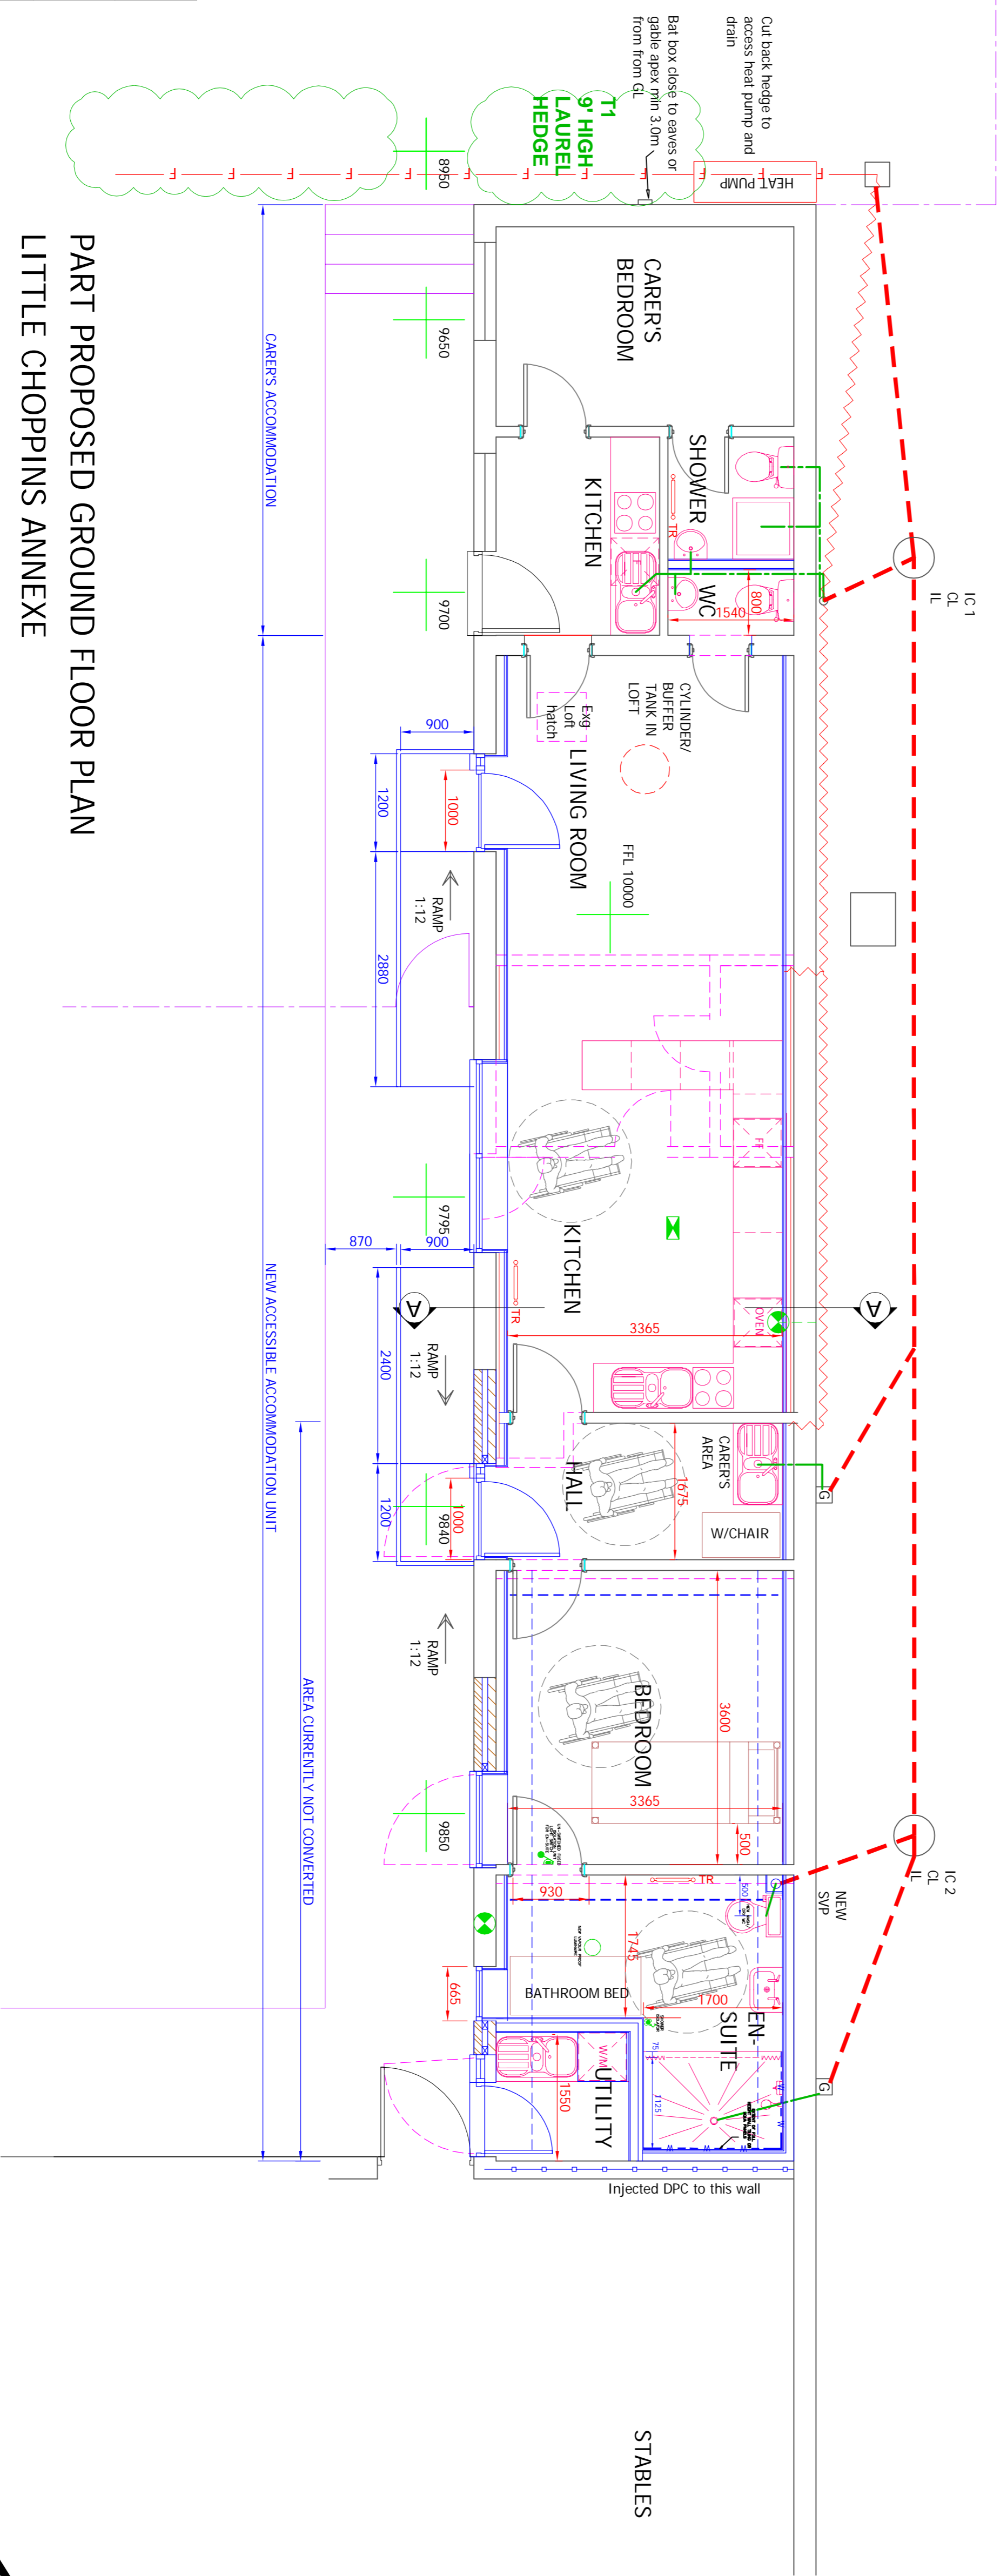 Cut back hedge to
access heat pump and
drain
Bat box close to eaves or
gable apex min 3.0m
from from GL
T1
9' HIGH
LAUREL
HEDGE
HEAT PUMP
F
F
F
F
F
F
F
F
F
F
F
F
8950
9650
9700
CARER'S
BEDROOM
SHOWER
TR
WC
800
1540
KITCHEN
IC 1
CL
IL
CARER'S ACCOMMODATION
PART PROPOSED GROUND FLOOR PLAN
LITTLE CHOPPINS ANNEXE
CYLINDER/
BUFFER
TANK IN
LOFT
Exg
Loft
hatch
LIVING ROOM
FFL 10000
900
1200
1000
2880
RAMP
1:12
FF
KITCHEN
TR
OVEN
3365
9795
870
900
A
A
RAMP
1:12
2400
1200
1000
9840
NEW ACCESSIBLE ACCOMMODATION UNIT
AREA CURRENTLY NOT CONVERTED
CARER'S
AREA
HALL
1675
W/CHAIR
G
RAMP
1:12
BEDROOM
3600
3365
500
9850
IC 2
CL
IL
NEW
SVP
TR
500
930
1745
BATHROOM BED
1700
665
EN-
SUITE
75
1125
W
W
W
W
W
W/M
UTILITY
1550
G
Injected DPC to this wall
STABLES